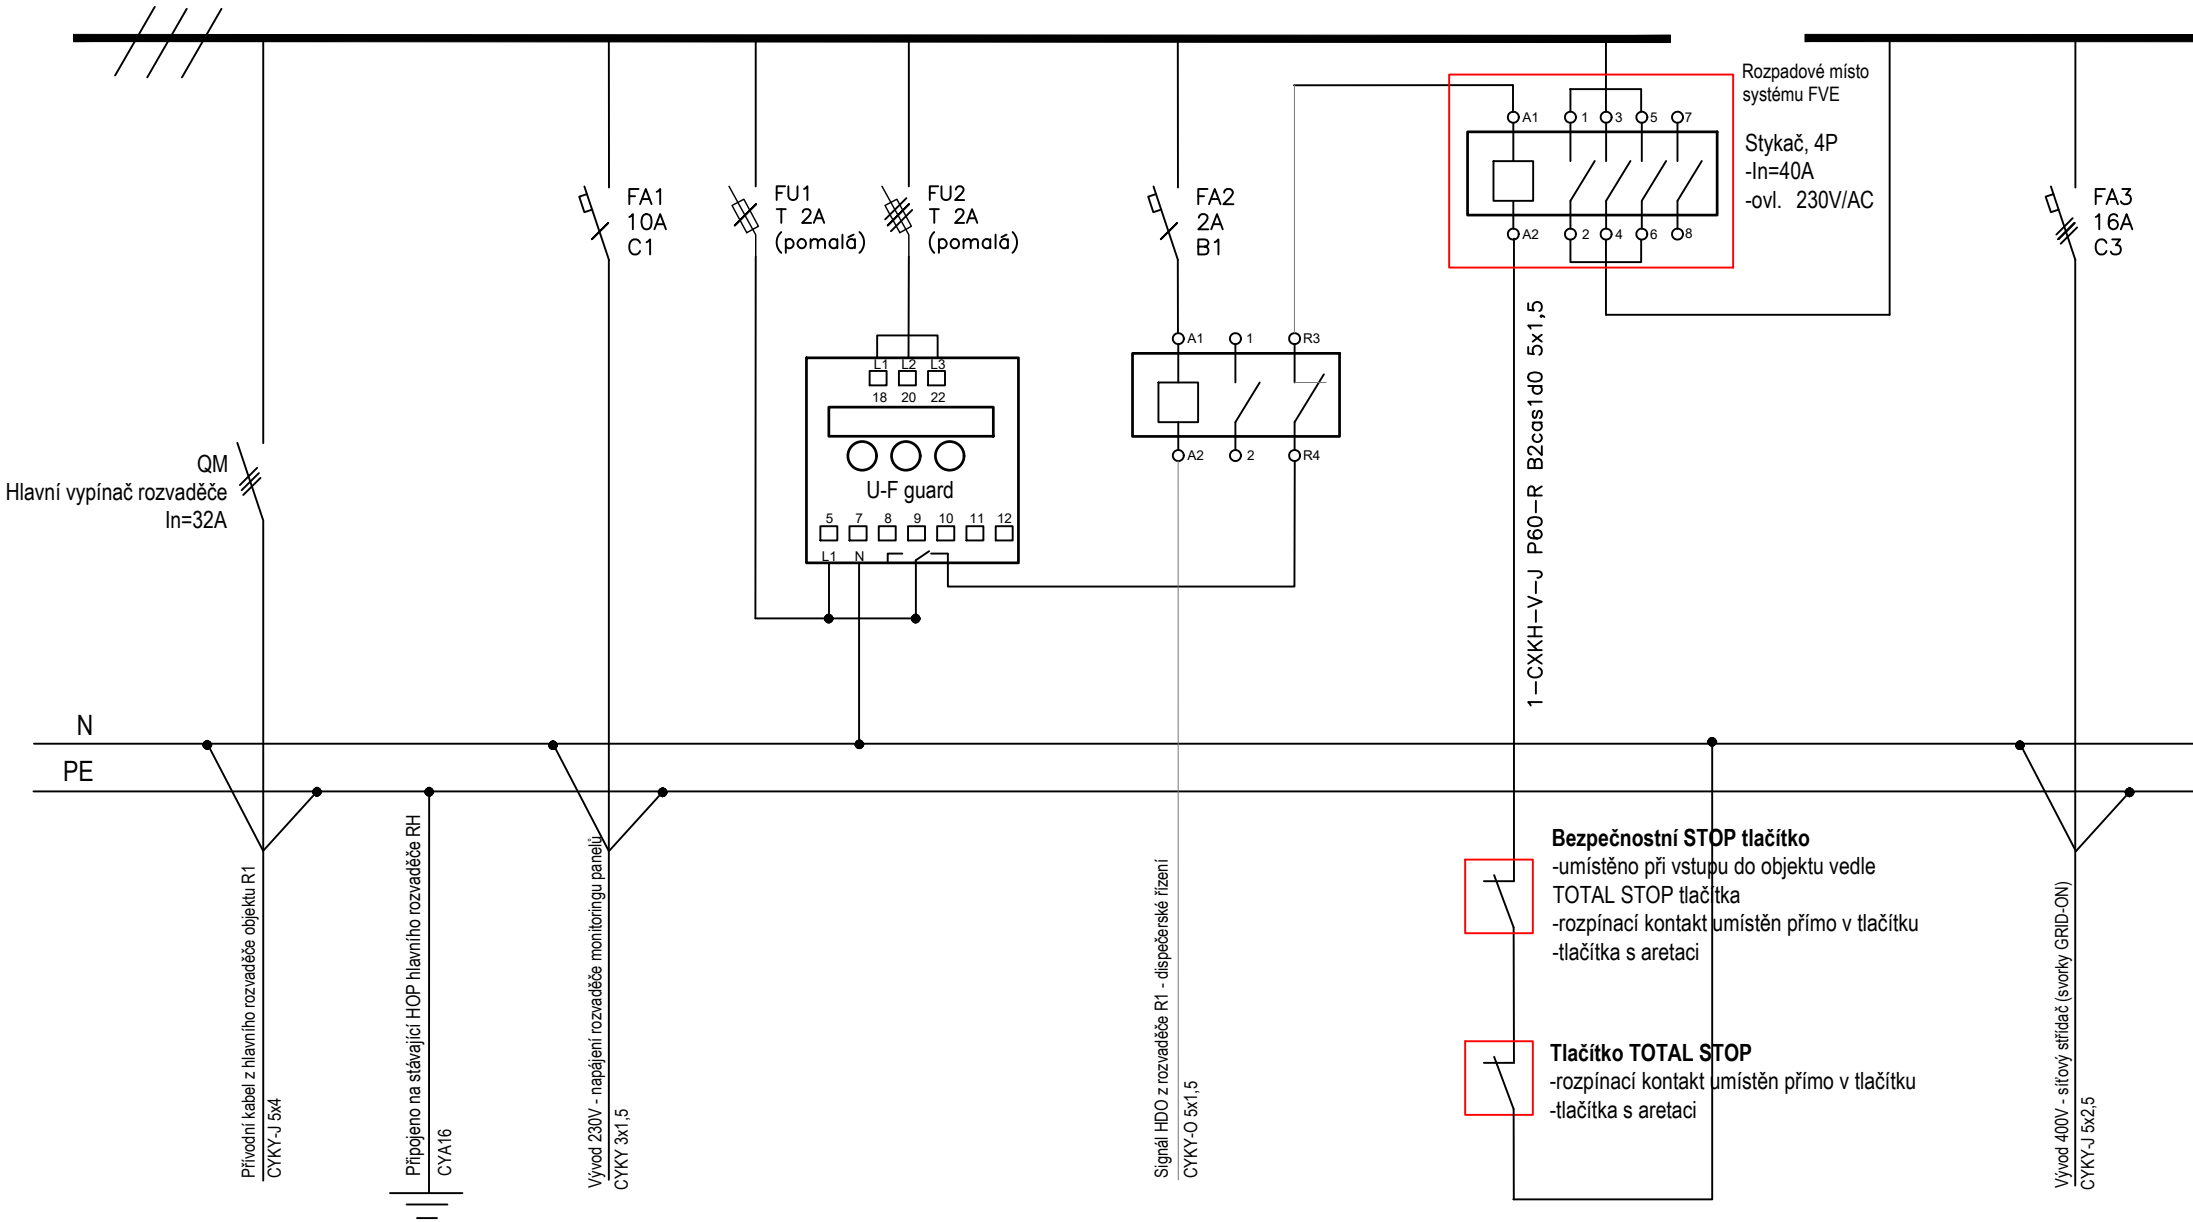 Rozpadové místo
systému FVE
Stykač, 4P
-In=40A
-ovl. 230V/AC
A1
1
3
5
7
A2
2
4
6
8
FA1
10A
C1
FU1
T 2A
(pomalá)
FU2
T 2A
(pomalá)
FA2
2A
B1
FA3
16A
C3
A1
1
R3
A2
2
R4
L1
L2
L3
18
20
22
U-F guard
5
7
8
9
10
11
12
L1
N
QM
Hlavní vypínač rozvaděče
In=32A
1-CXKH-V-J P60-R B2cas1d0 5x1,5
N
PE
Přívodní kabel z hlavního rozvaděče objektu R1
CYKY-J 5x4
Připojeno na stávající HOP hlavního rozvaděče RH
CYA16
Vývod 230V - napájení rozvaděče monitoringu panelů
CYKY 3x1,5
Signál HDO z rozvaděče R1 - dispečerské řízení
CYKY-O 5x1,5
Bezpečnostní STOP tlačítko
-umístěno při vstupu do objektu vedle
TOTAL STOP tlačítka
-rozpínací kontakt umístěn přímo v tlačítku
-tlačítka s aretaci
Tlačítko TOTAL STOP
-rozpínací kontakt umístěn přímo v tlačítku
-tlačítka s aretaci
Vývod 400V - síťový střídač (svorky GRID-ON)
CYKY-J 5x2,5